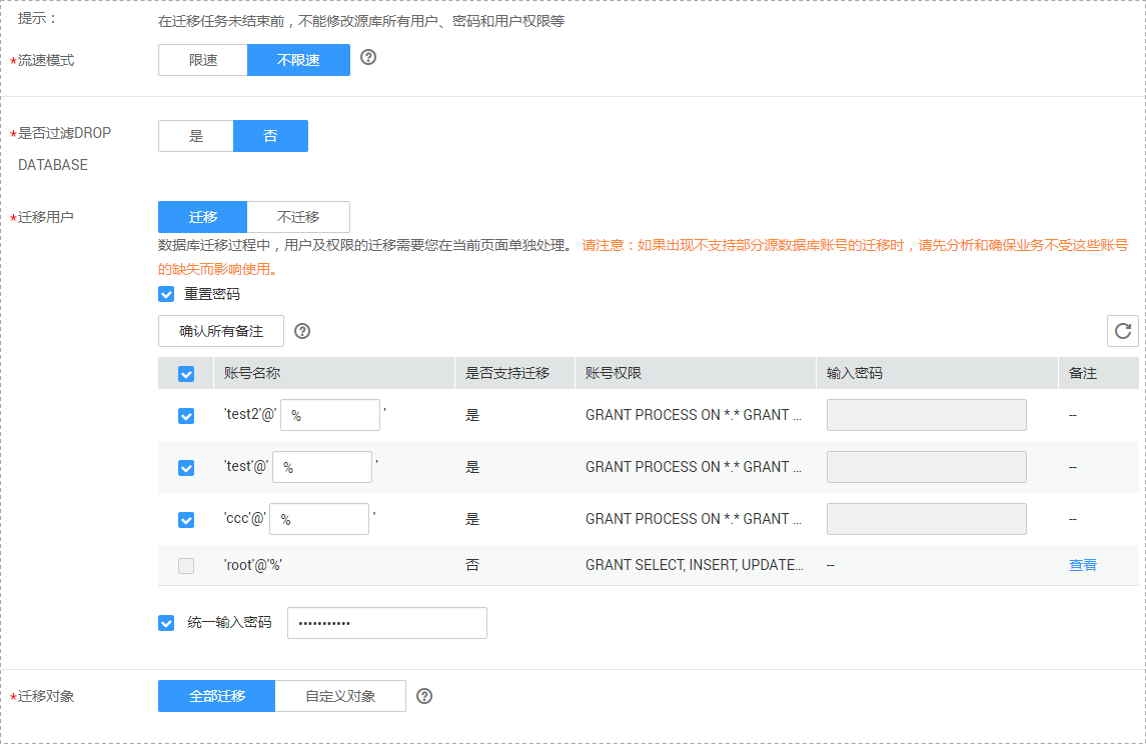 提示：
在迁移任务未结束前，不能修改源库所有用户、密码和用户权限等
*流速模式 限速 不限速 ?
*是否过滤DROP
DATABASE
是 否
*迁移用户 迁移 不迁移
数据库迁移过程中，用户及权限的迁移需要您在当前页面单独处理。 请注意：如果出现不支持部分源数据库账号的迁移时，请先分析和确保业务不受这些账号
的缺失而影响使用。
重置密码
确认所有备注 ?
账号名称 是否支持迁移 账号权限 输入密码 备注
'test2'@' % ' 是 GRANT PROCESS ON *.* GRANT ... --
'test'@' % ' 是 GRANT PROCESS ON *.* GRANT ... --
'ccc'@' % ' 是 GRANT PROCESS ON *.* GRANT ... --
'root'@'%' 否 GRANT SELECT, INSERT, UPDATE... -- 查看
统一输入密码 •••••••••••
*迁移对象 全部迁移 自定义对象 ?